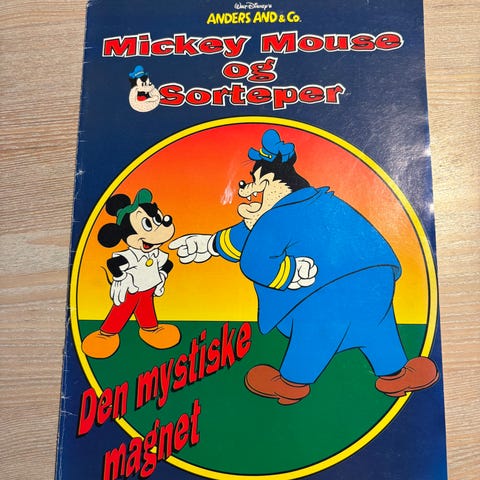 Walt Disney's
ANDERS AND & Co.
Mickey Mouse
og
Sorteper
Den mystiske
magnet